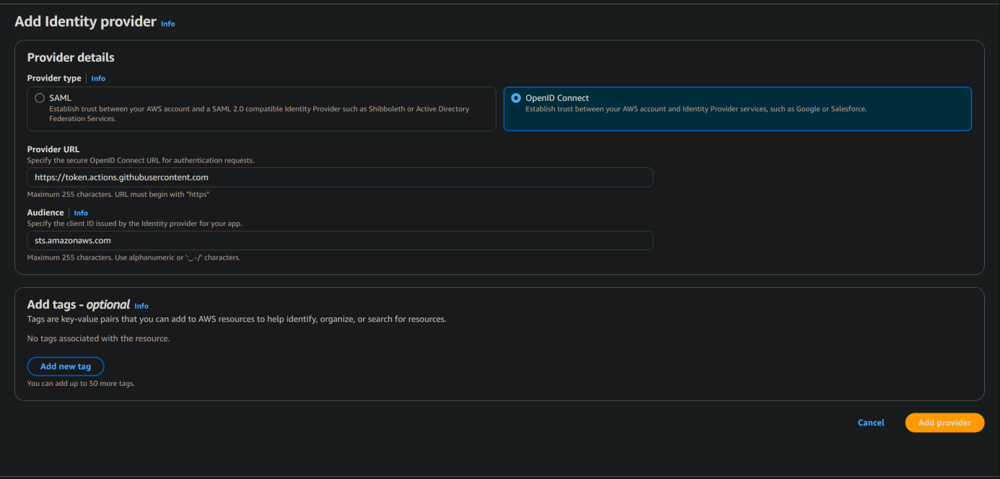 Add Identity provider Info
Provider details
Provider type Info
SAML
Establish trust between your AWS account and a SAML 2.0 compatible Identity Provider such as Shibboleth or Active Directory
Federation Services.
OpenID Connect
Establish trust between your AWS account and Identity Provider services, such as Google or Salesforce.
Provider URL
Specify the secure OpenID Connect URL for authentication requests.
https://token.actions.githubusercontent.com
Maximum 255 characters. URL must begin with "https"
Audience Info
Specify the client ID issued by the Identity provider for your app.
sts.amazonaws.com
Maximum 255 characters. Use alphanumeric or ':_.-/' characters.
Add tags - optional Info
Tags are key-value pairs that you can add to AWS resources to help identify, organize, or search for resources.
No tags associated with the resource.
Add new tag
You can add up to 50 more tags.
Cancel
Add provider